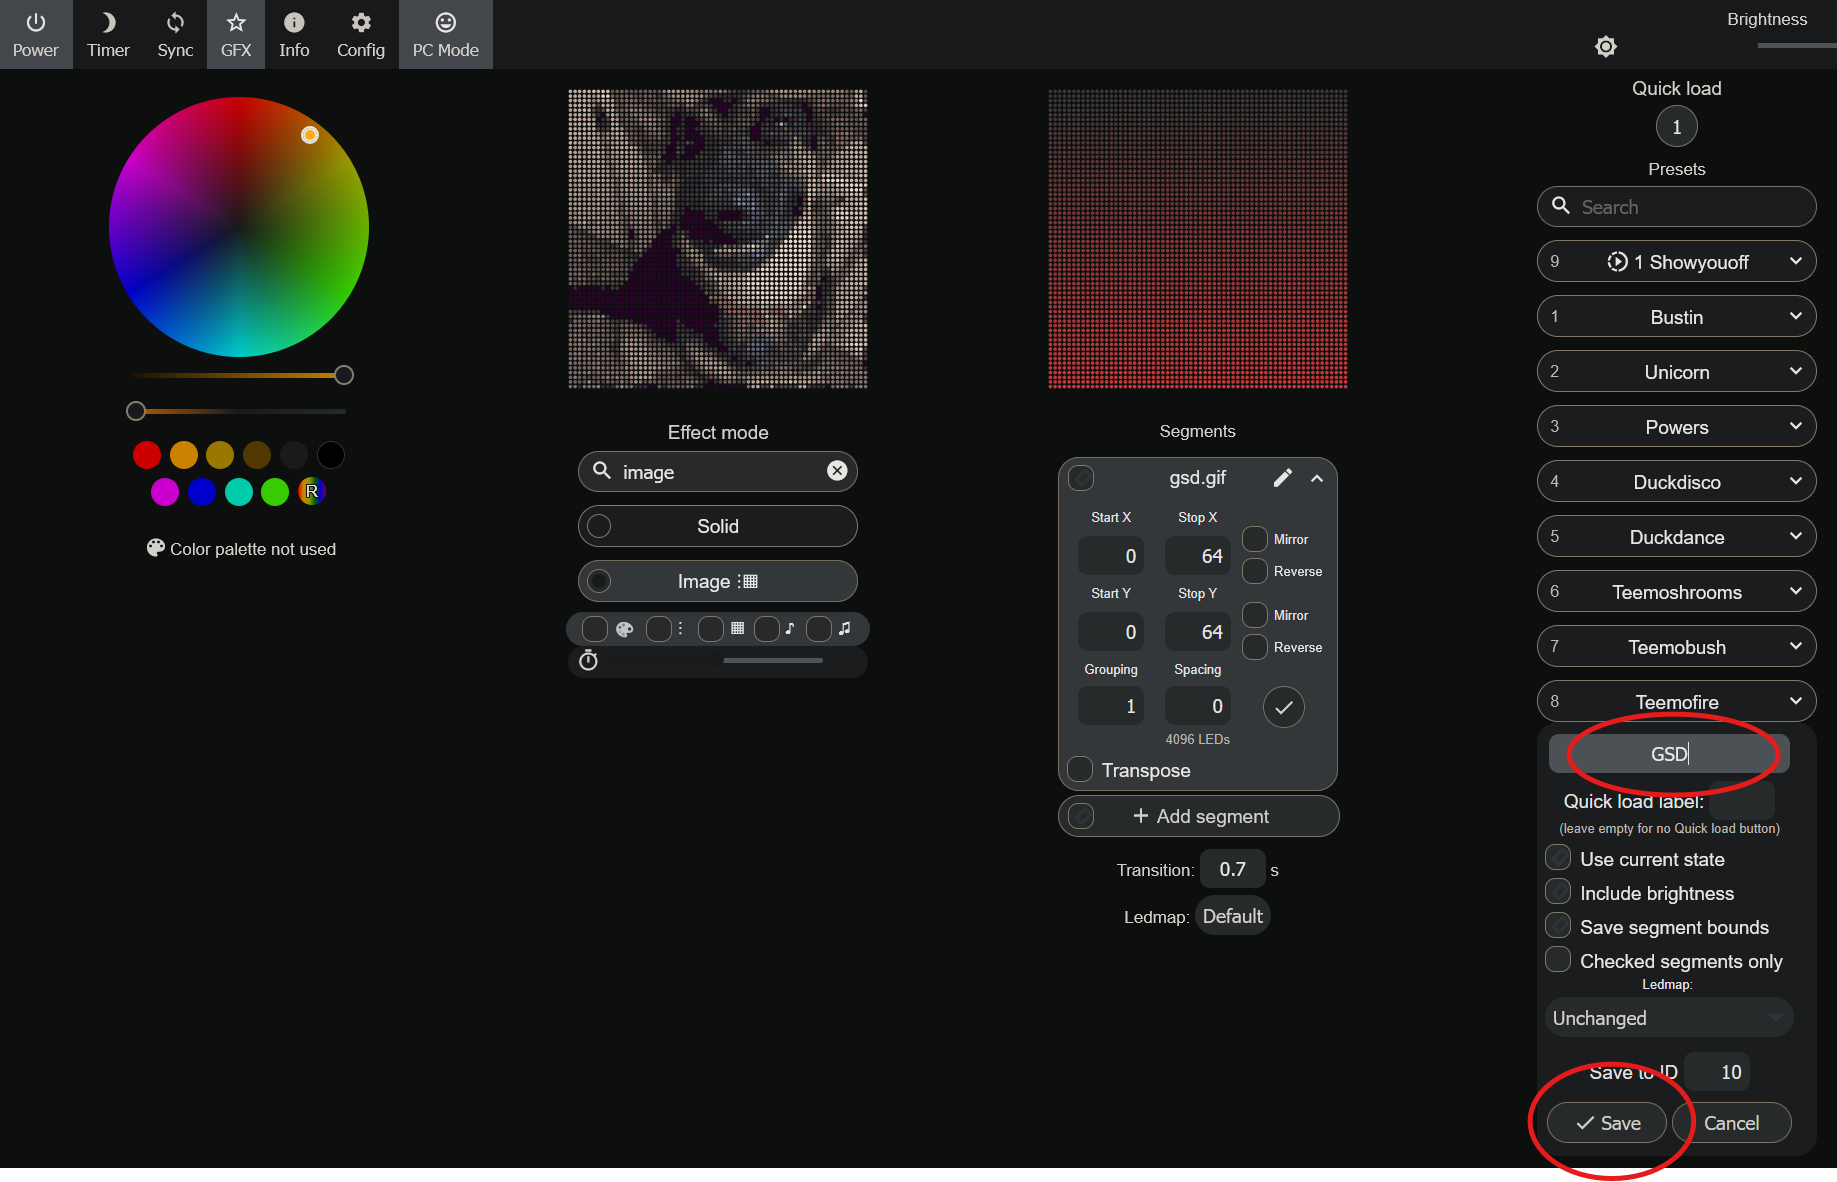 Power
Timer
Sync
GFX
Info
Config
PC Mode
Brightness
R
Color palette not used
Effect mode
image
Solid
Image
Segments
gsd.gif
Start X
Stop X
0
64
Mirror
Reverse
Start Y
Stop Y
0
64
Mirror
Reverse
Grouping
Spacing
1
0
4096 LEDs
Transpose
+ Add segment
Transition: 0.7 s
Ledmap: Default
Quick load
1
Presets
Search
9 1 Showyouoff
1 Bustin
2 Unicorn
3 Powers
4 Duckdisco
5 Duckdance
6 Teemoshrooms
7 Teemobush
8 Teemofire
GSD
Quick load label:
(leave empty for no Quick load button)
Use current state
Include brightness
Save segment bounds
Checked segments only
Ledmap:
Unchanged
Save to ID 10
Save
Cancel